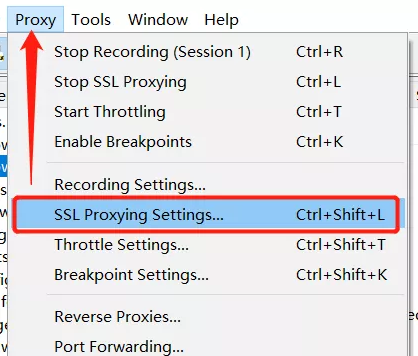 Proxy Tools Window Help
Stop Recording (Session 1) Ctrl+R
Stop SSL Proxying Ctrl+L
Start Throttling Ctrl+T
Enable Breakpoints Ctrl+K
Recording Settings...
SSL Proxying Settings... Ctrl+Shift+L
Throttle Settings... Ctrl+Shift+T
Breakpoint Settings... Ctrl+Shift+K
Reverse Proxies...
Port Forwarding...